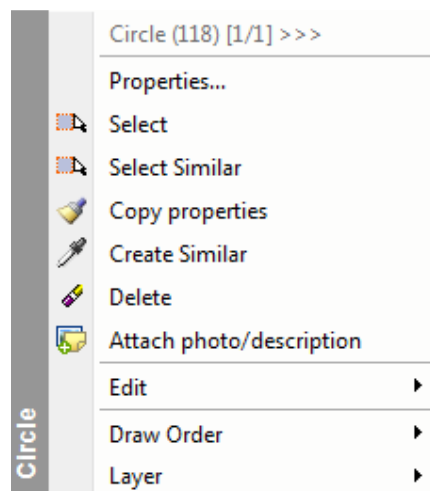 Circle (118) [1/1] >>>
Properties...
Select
Select Similar
Copy properties
Create Similar
Delete
Attach photo/description
Edit
Draw Order
Layer
Circle